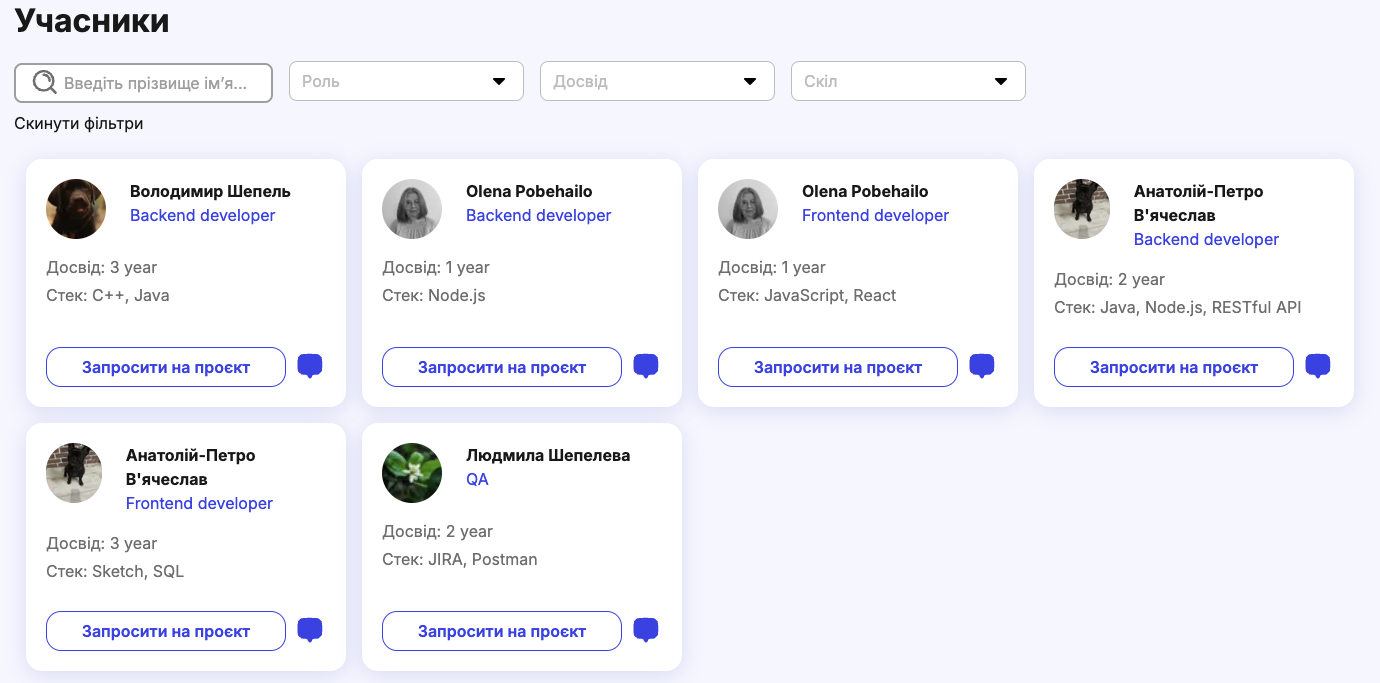 Учасники
Введіть прізвище ім’я...
Роль
Досвід
Скіл
Скинути фільтри
Володимир Шепель
Backend developer
Досвід: 3 year
Стек: C++, Java
Запросити на проєкт
Olena Pobehailo
Backend developer
Досвід: 1 year
Стек: Node.js
Запросити на проєкт
Olena Pobehailo
Frontend developer
Досвід: 1 year
Стек: JavaScript, React
Запросити на проєкт
Анатолій-Петро
В'ячеслав
Backend developer
Досвід: 2 year
Стек: Java, Node.js, RESTful API
Запросити на проєкт
Анатолій-Петро
В'ячеслав
Frontend developer
Досвід: 3 year
Стек: Sketch, SQL
Запросити на проєкт
Людмила Шепелева
QA
Досвід: 2 year
Стек: JIRA, Postman
Запросити на проєкт